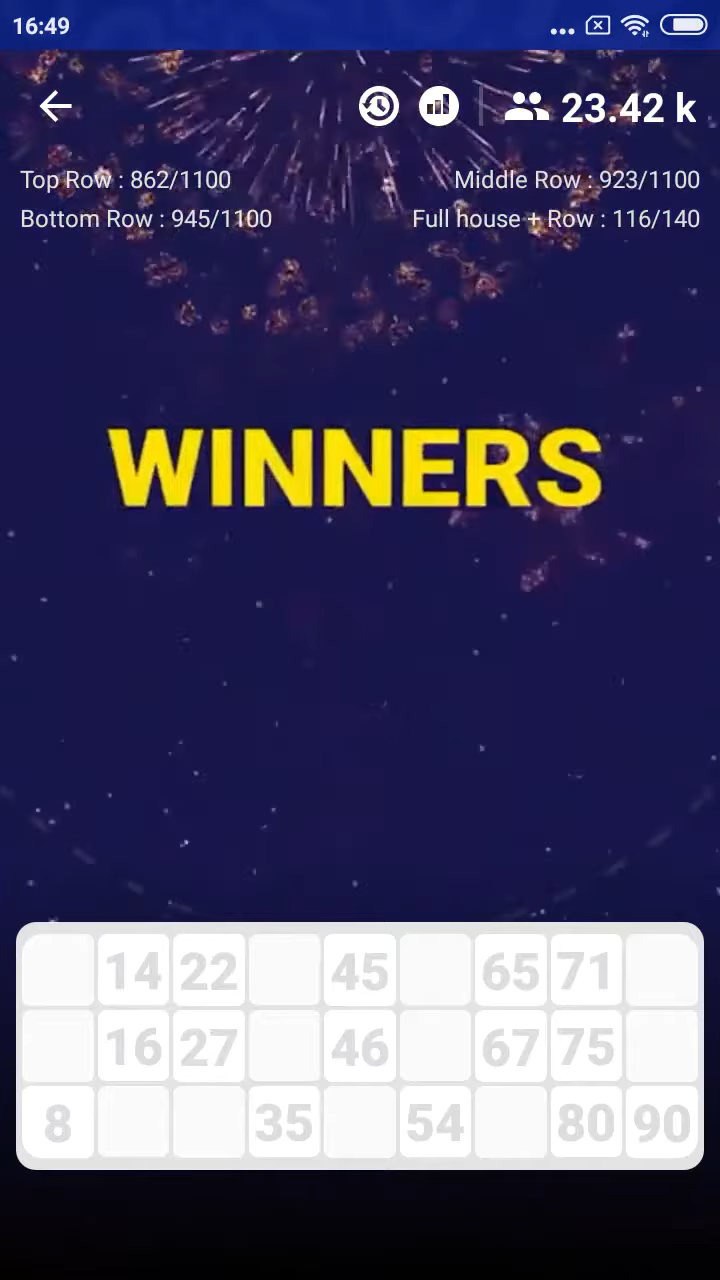 16:49
23.42 k
Top Row : 862/1100 Middle Row : 923/1100
Bottom Row : 945/1100 Full house + Row : 116/140
WINNERS
14 22 45 65 71
16 27 46 67 75
8 35 54 80 90